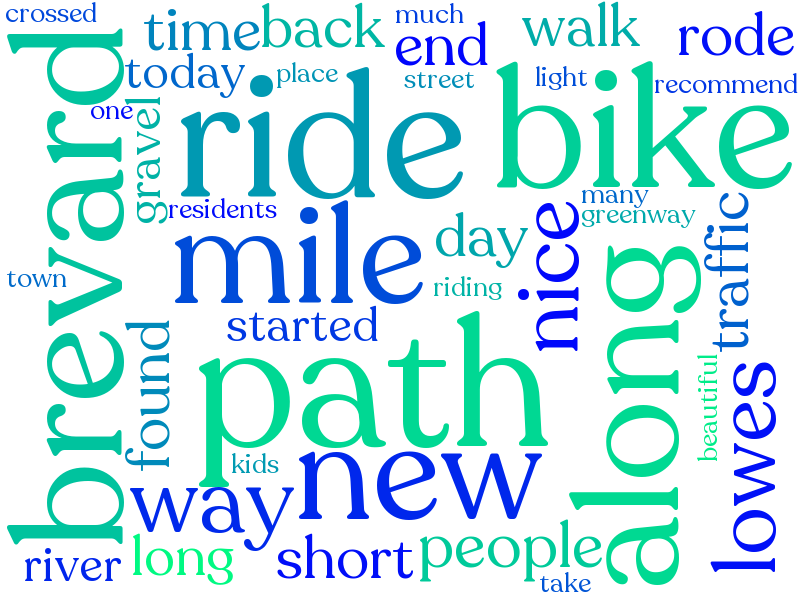 crossed
time
back
much
end
walk
rode
today
place
street
light
recommend
one
ride
bike
brevard
gravel
residents
many
greenway
mile
day
nice
traffic
town
riding
started
along
found
path
beautiful
lowes
kids
way
new
river
long
short
people
take